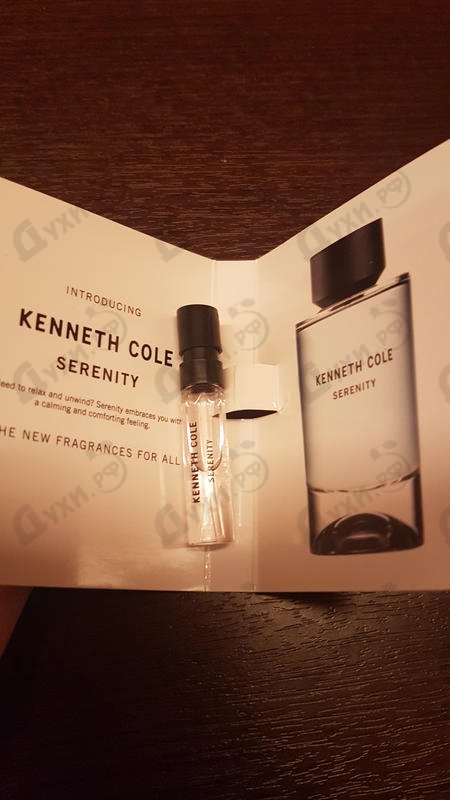 INTRODUCING
KENNETH COLE
SERENITY
eed to relax and unwind? Serenity embraces you with
a calming and comforting feeling.
HE NEW FRAGRANCES FOR ALL
KENNETH COLE
SERENITY
KENNETH COLE
SERENITY
Духи.рф